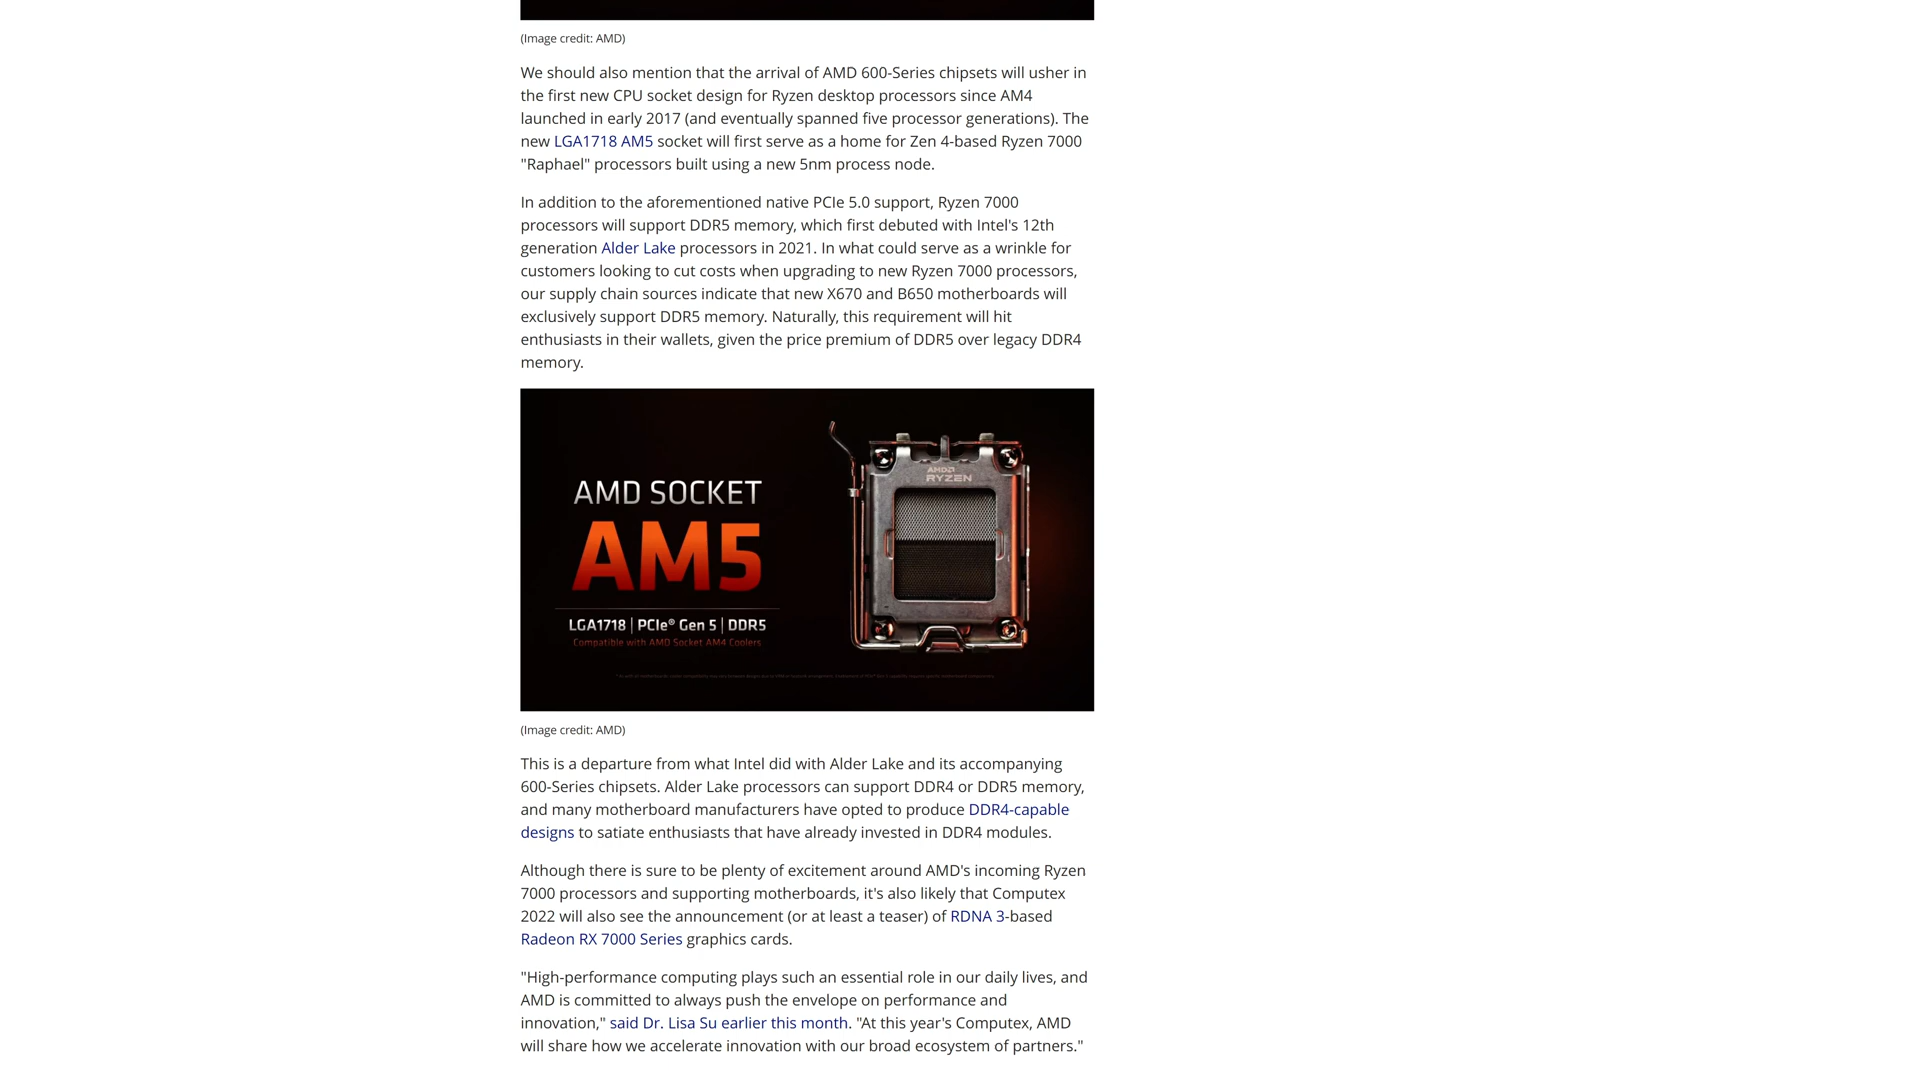 (Image credit: AMD)
We should also mention that the arrival of AMD 600-Series chipsets will usher in
the first new CPU socket design for Ryzen desktop processors since AM4
launched in early 2017 (and eventually spanned five processor generations). The
new LGA1718 AM5 socket will first serve as a home for Zen 4-based Ryzen 7000
"Raphael" processors built using a new 5nm process node.
In addition to the aforementioned native PCIe 5.0 support, Ryzen 7000
processors will support DDR5 memory, which first debuted with Intel's 12th
generation Alder Lake processors in 2021. In what could serve as a wrinkle for
customers looking to cut costs when upgrading to new Ryzen 7000 processors,
our supply chain sources indicate that new X670 and B650 motherboards will
exclusively support DDR5 memory. Naturally, this requirement will hit
enthusiasts in their wallets, given the price premium of DDR5 over legacy DDR4
memory.
AMD SOCKET
AM5
LGA1718 | PCIe® Gen 5 | DDR5
Compatible with AMD Socket AM4 Coolers
AMD
RYZEN
(Image credit: AMD)
This is a departure from what Intel did with Alder Lake and its accompanying
600-Series chipsets. Alder Lake processors can support DDR4 or DDR5 memory,
and many motherboard manufacturers have opted to produce DDR4-capable
designs to satiate enthusiasts that have already invested in DDR4 modules.
Although there is sure to be plenty of excitement around AMD's incoming Ryzen
7000 processors and supporting motherboards, it's also likely that Computex
2022 will also see the announcement (or at least a teaser) of RDNA 3-based
Radeon RX 7000 Series graphics cards.
"High-performance computing plays such an essential role in our daily lives, and
AMD is committed to always push the envelope on performance and
innovation," said Dr. Lisa Su earlier this month. "At this year's Computex, AMD
will share how we accelerate innovation with our broad ecosystem of partners."